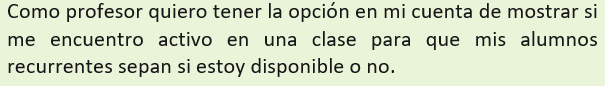 Como profesor quiero tener la opción en mi cuenta de mostrar si
me encuentro activo en una clase para que mis alumnos
recurrentes sepan si estoy disponible o no.